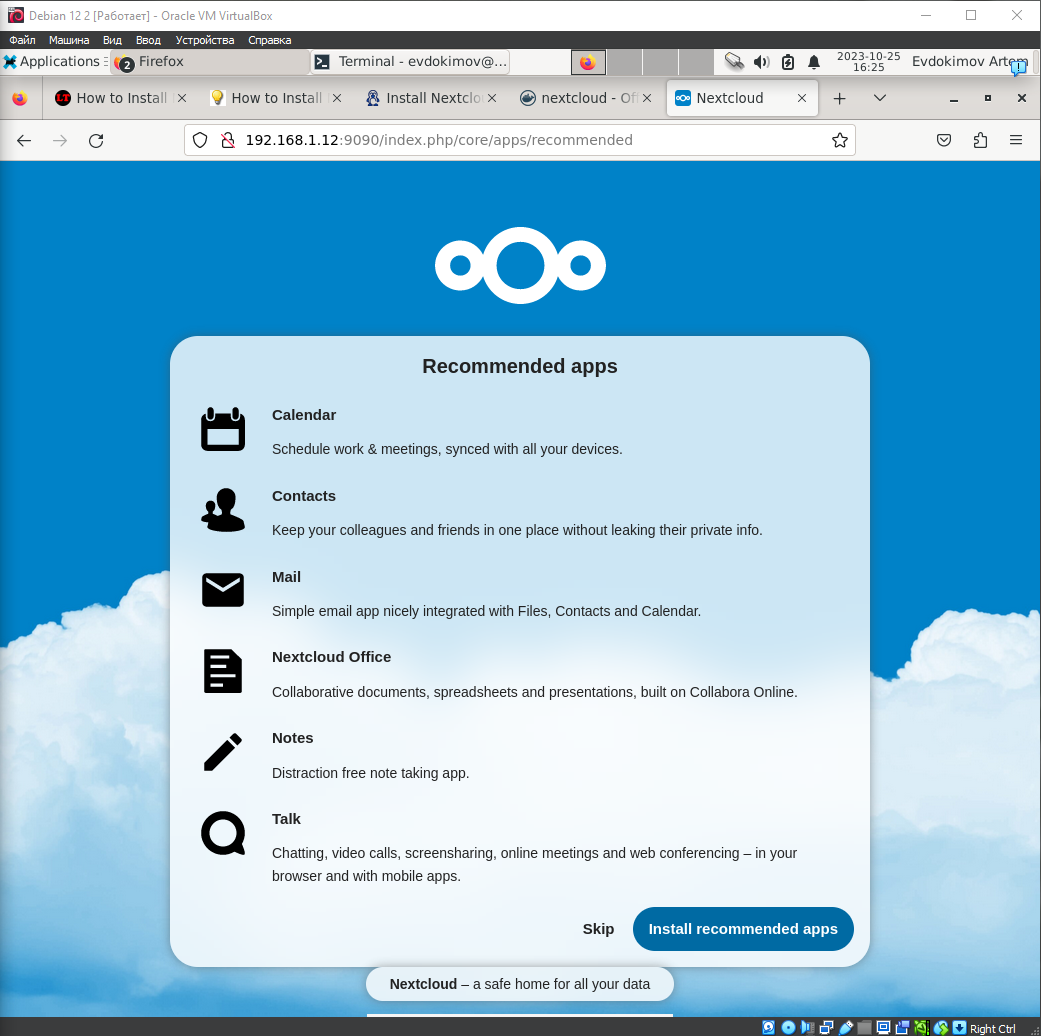 Debian 12.2 [Работает] - Oracle VM VirtualBox
Файл Машина Вид Ввод Устройства Справка
Applications 2 Firefox Terminal - evdokimov@... 2023-10-25 16:25 Evdokimov Artem
How to Install How to Install Install Nextclo nextcloud - Of Nextcloud
192.168.1.12:9090/index.php/core/apps/recommended
Recommended apps
Calendar
Schedule work & meetings, synced with all your devices.
Contacts
Keep your colleagues and friends in one place without leaking their private info.
Mail
Simple email app nicely integrated with Files, Contacts and Calendar.
Nextcloud Office
Collaborative documents, spreadsheets and presentations, built on Collabora Online.
Notes
Distraction free note taking app.
Talk
Chatting, video calls, screensharing, online meetings and web conferencing – in your
browser and with mobile apps.
Skip Install recommended apps
Nextcloud – a safe home for all your data
Right Ctrl